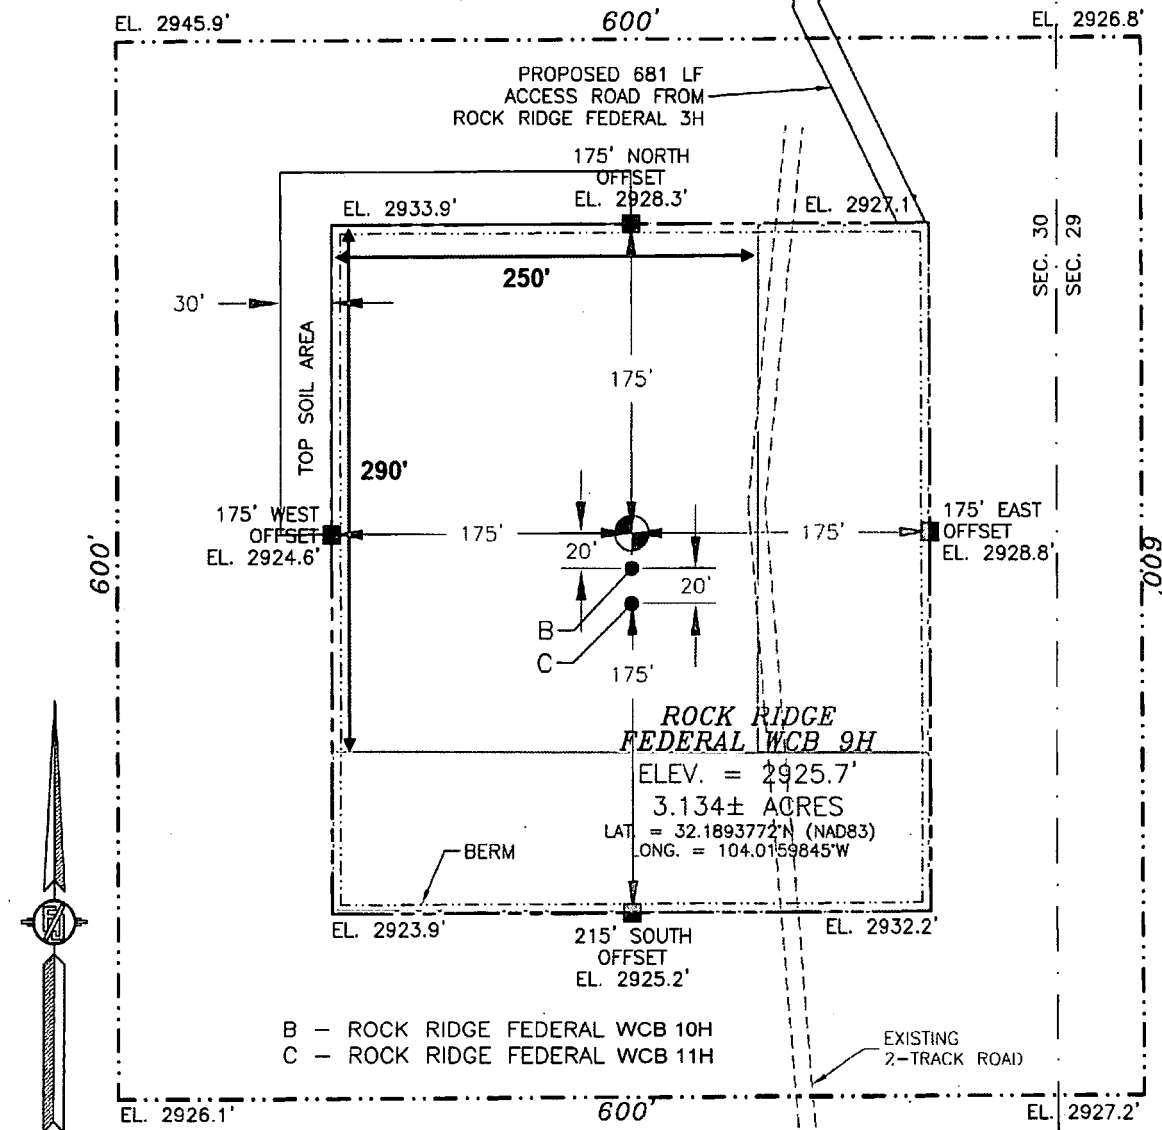 EL. 2945.9'
600'
EL. 2926.8'
PROPOSED 681 LF
ACCESS ROAD FROM
ROCK RIDGE FEDERAL 3H
175' NORTH
OFFSET
EL. 2928.3'
EL. 2933.9'
EL. 2927.1'
SEC. 30
SEC. 29
250'
30'
TOP SOIL AREA
175'
290'
175' WEST
OFFSET
EL. 2924.6'
175'
175'
175' EAST
OFFSET
EL. 2928.8'
600'
600'
20'
20'
B
C
175'
ROCK RIDGE
FEDERAL WCB 9H
ELEV. = 2925.7'
3.134± ACRES
LAT. = 32.1893772°N (NAD83)
LONG. = 104.0159845°W
BERM
EL. 2923.9'
215' SOUTH
OFFSET
EL. 2925.2'
EL. 2932.2'
B – ROCK RIDGE FEDERAL WCB 10H
C – ROCK RIDGE FEDERAL WCB 11H
EXISTING
2-TRACK ROAD
EL. 2926.1'
600'
EL. 2927.2'